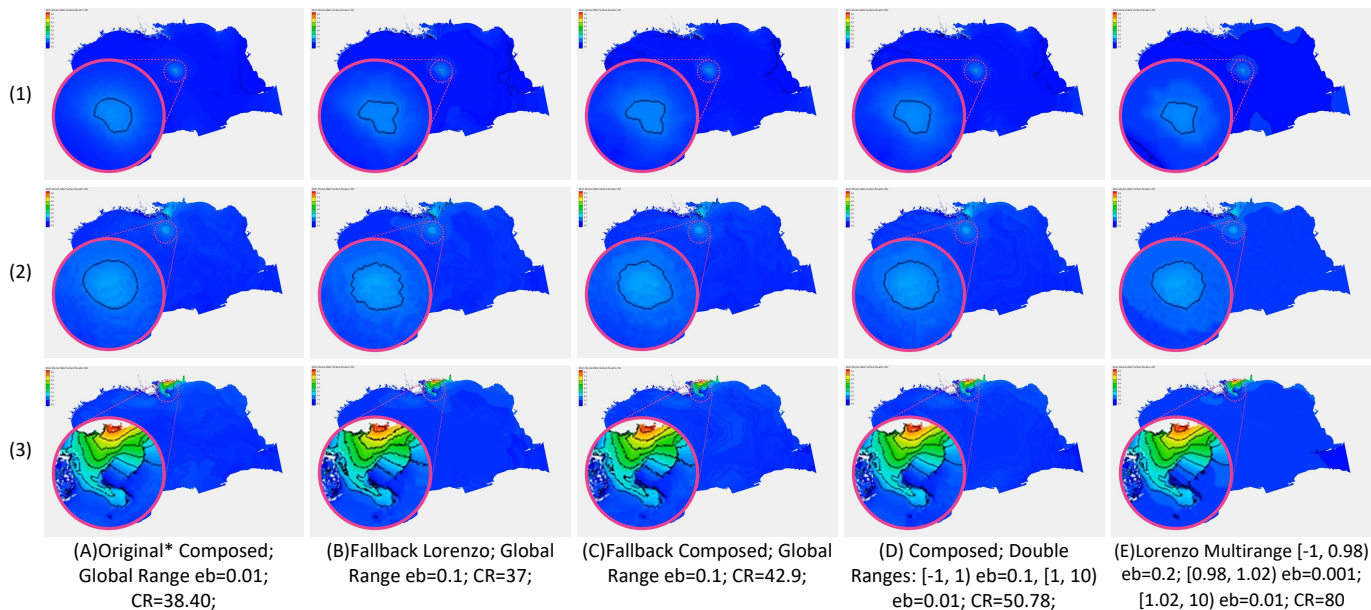 (1)
(2)
(3)
(A)Original* Composed;
Global Range eb=0.01;
CR=38.40;
(B)Fallback Lorenzo; Global
Range eb=0.1; CR=37;
(C)Fallback Composed; Global
Range eb=0.1; CR=42.9;
(D) Composed; Double
Ranges: [-1, 1) eb=0.1, [1, 10)
eb=0.01; CR=50.78;
(E)Lorenzo Multirange [-1, 0.98)
eb=0.2; [0.98, 1.02) eb=0.001;
[1.02, 10) eb=0.01; CR=80